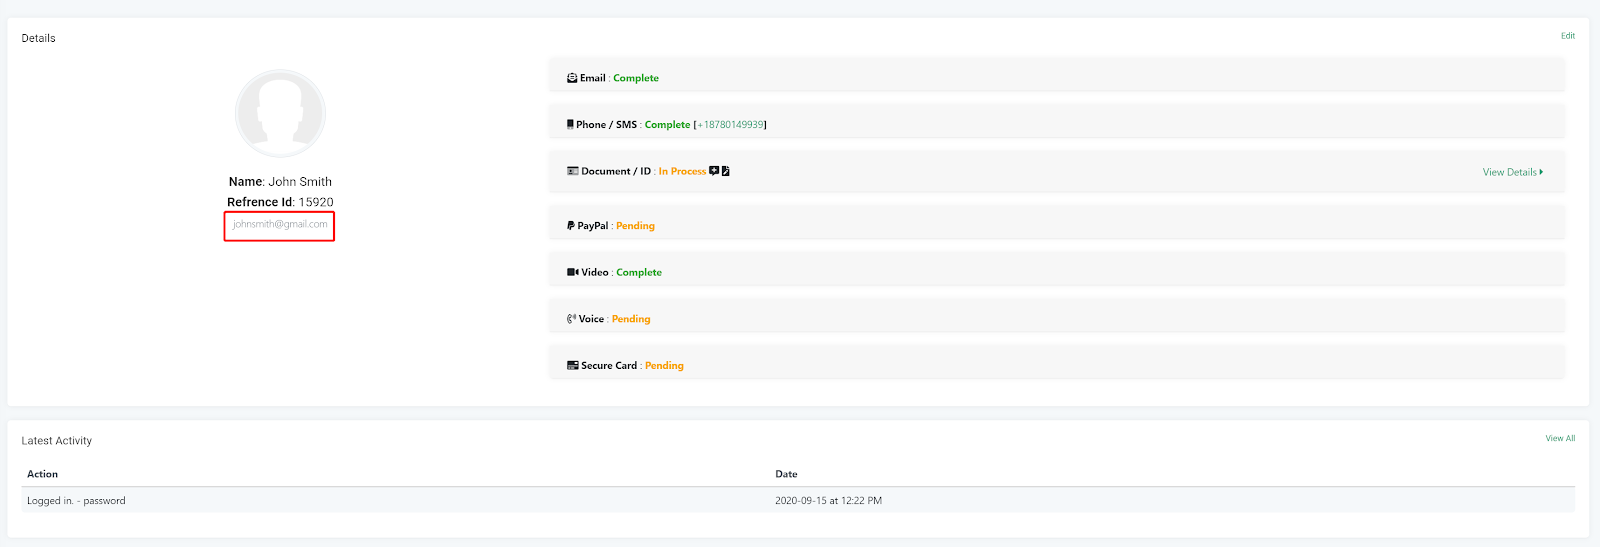 Details
Edit
Name: John Smith
Refrence Id: 15920
johnsmith@gmail.com
Email : Complete
Phone / SMS : Complete [+18780149939]
Document / ID : In Process
View Details
PayPal : Pending
Video : Complete
Voice : Pending
Secure Card : Pending
Latest Activity
View All
Action Date
Logged in. - password 2020-09-15 at 12:22 PM